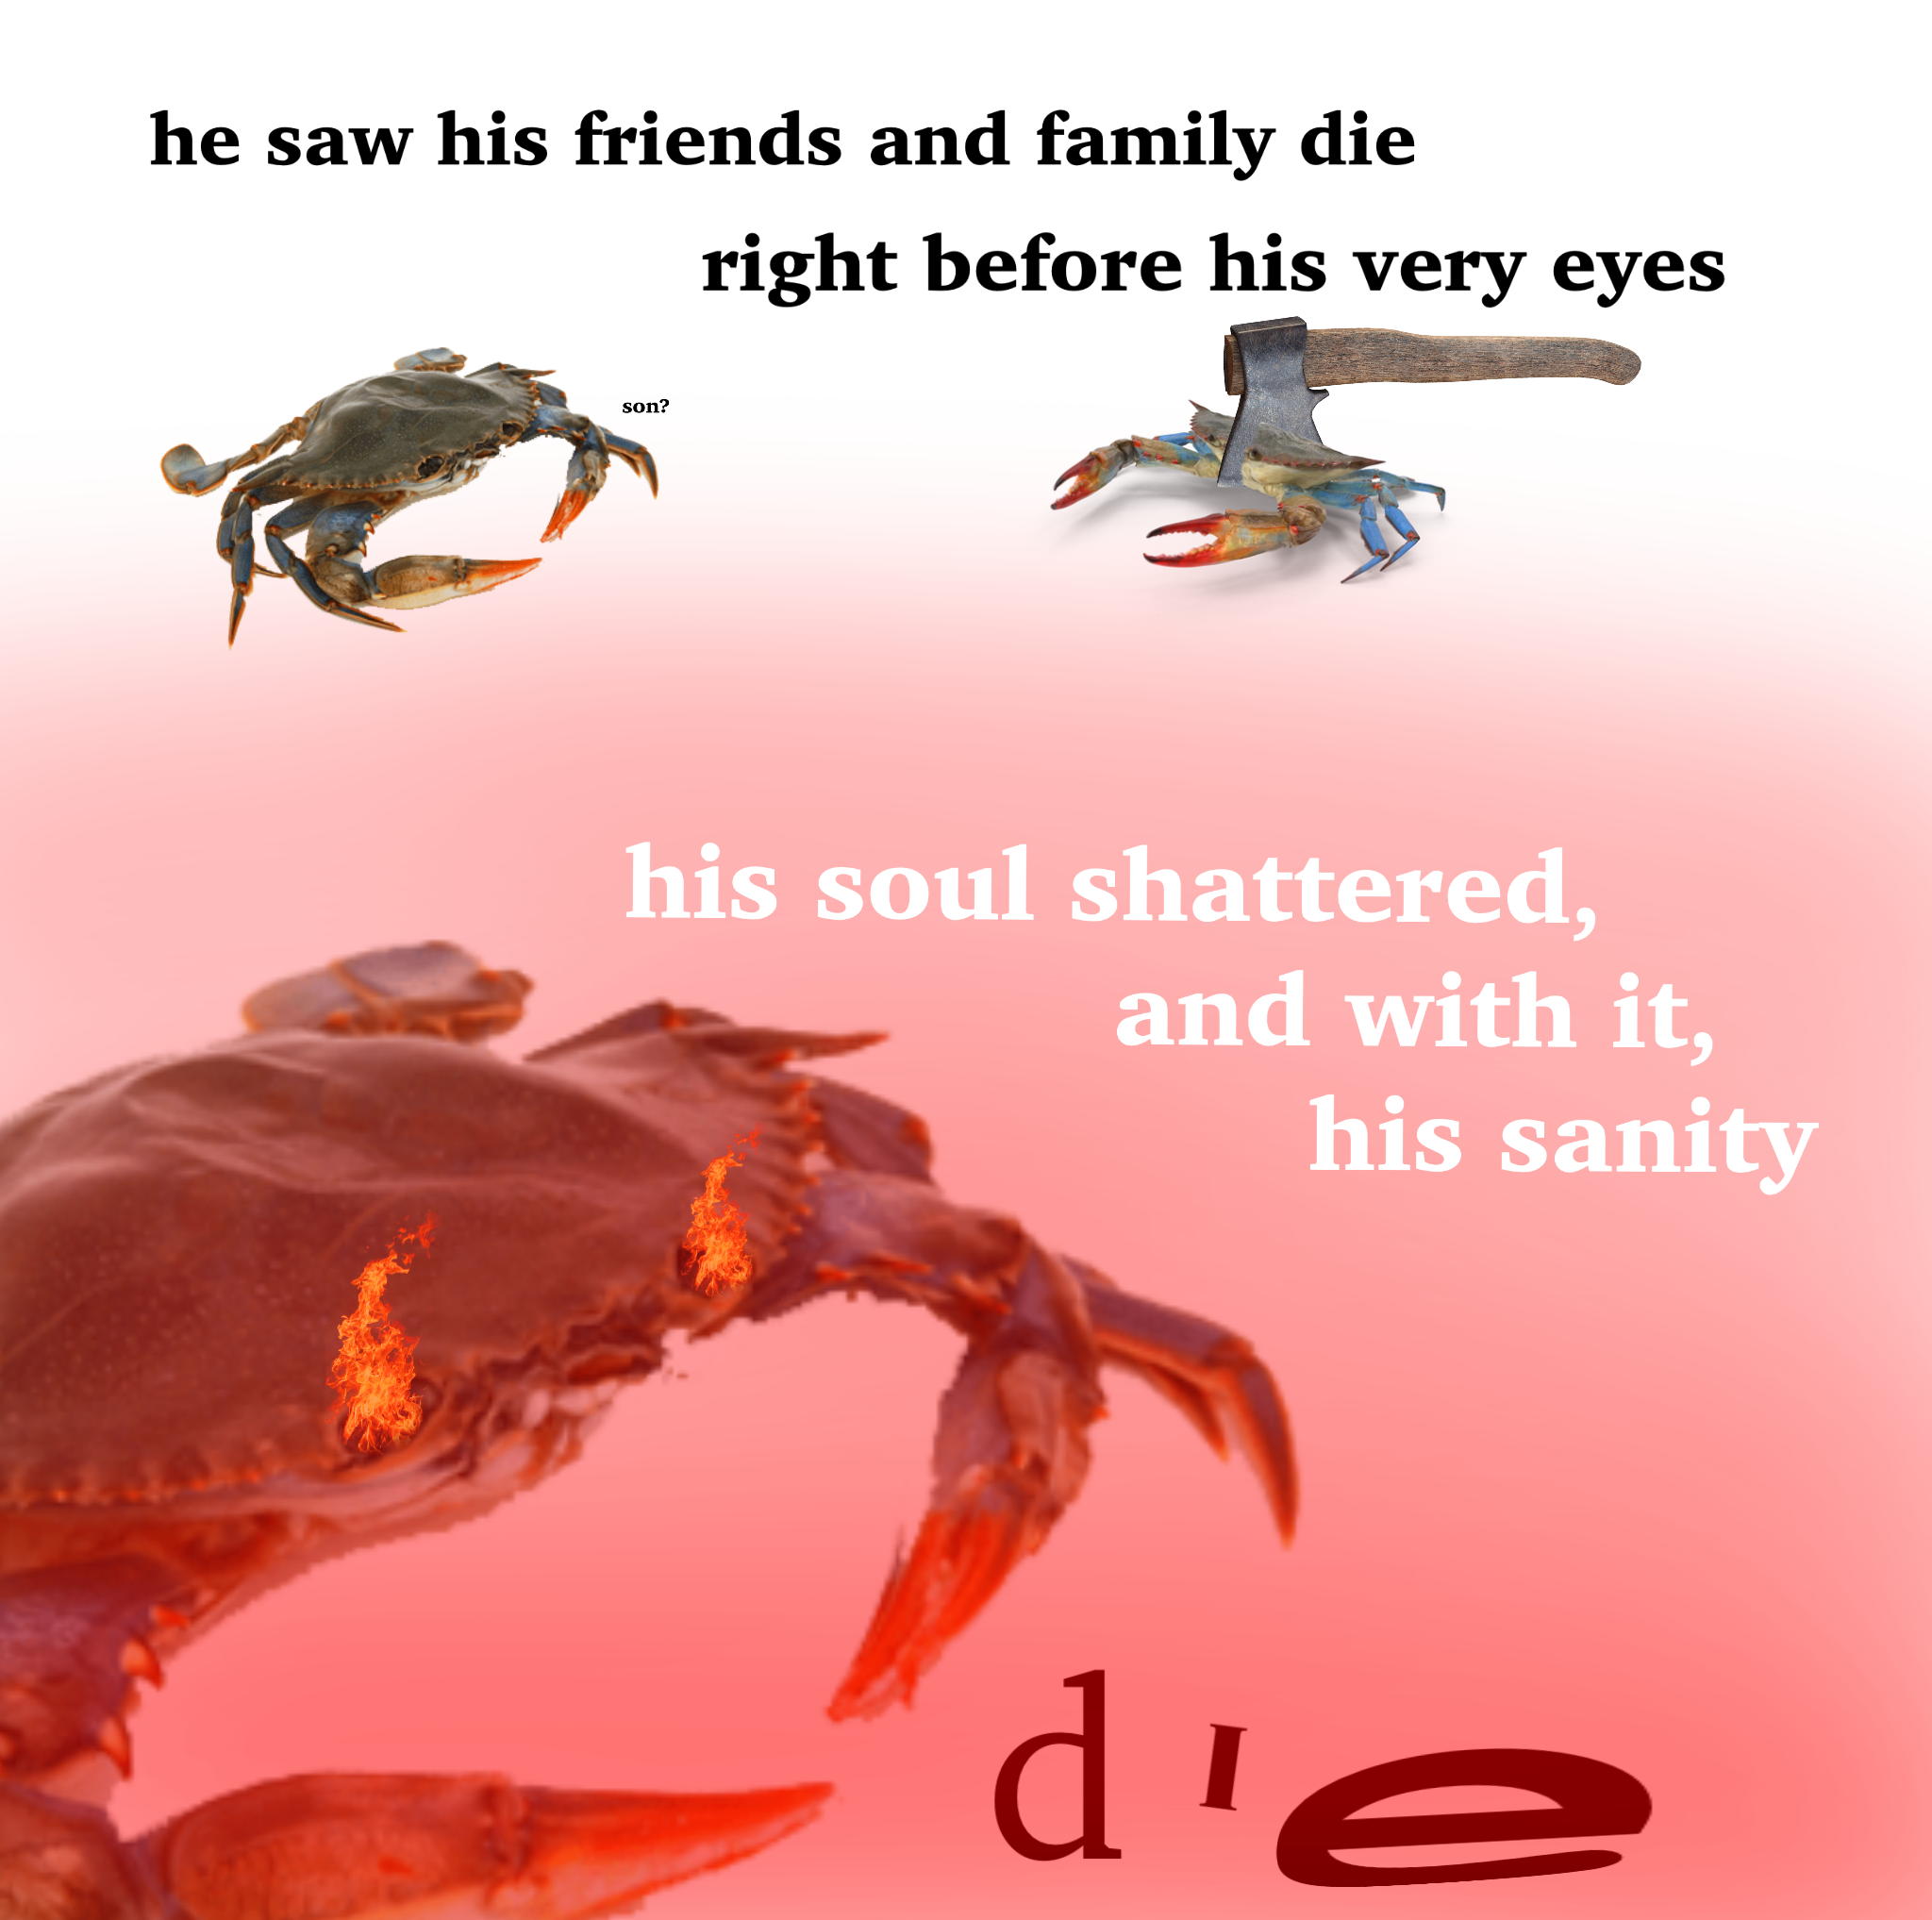 he saw his friends and family die
right before his very eyes
son?
his soul shattered,
and with it,
his sanity
d I e